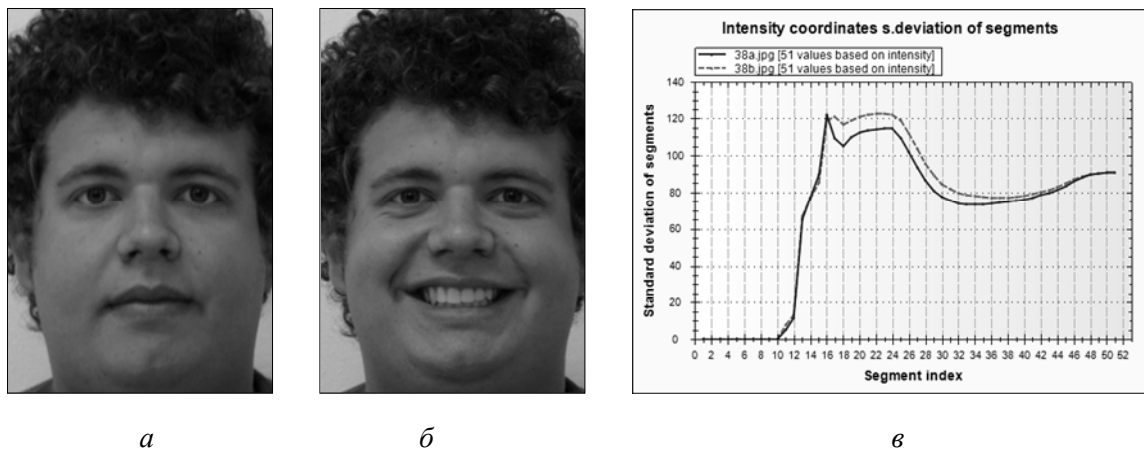 Intensity coordinates s.deviation of segments
38a.jpg [51 values based on intensity]
38b.jpg [51 values based on intensity]
140
120
100
80
60
40
20
0
Standard deviation of segments
0 2 4 6 8 10 12 14 16 18 20 22 24 26 28 30 32 34 36 38 40 42 44 46 48 50 52
Segment index
а б в